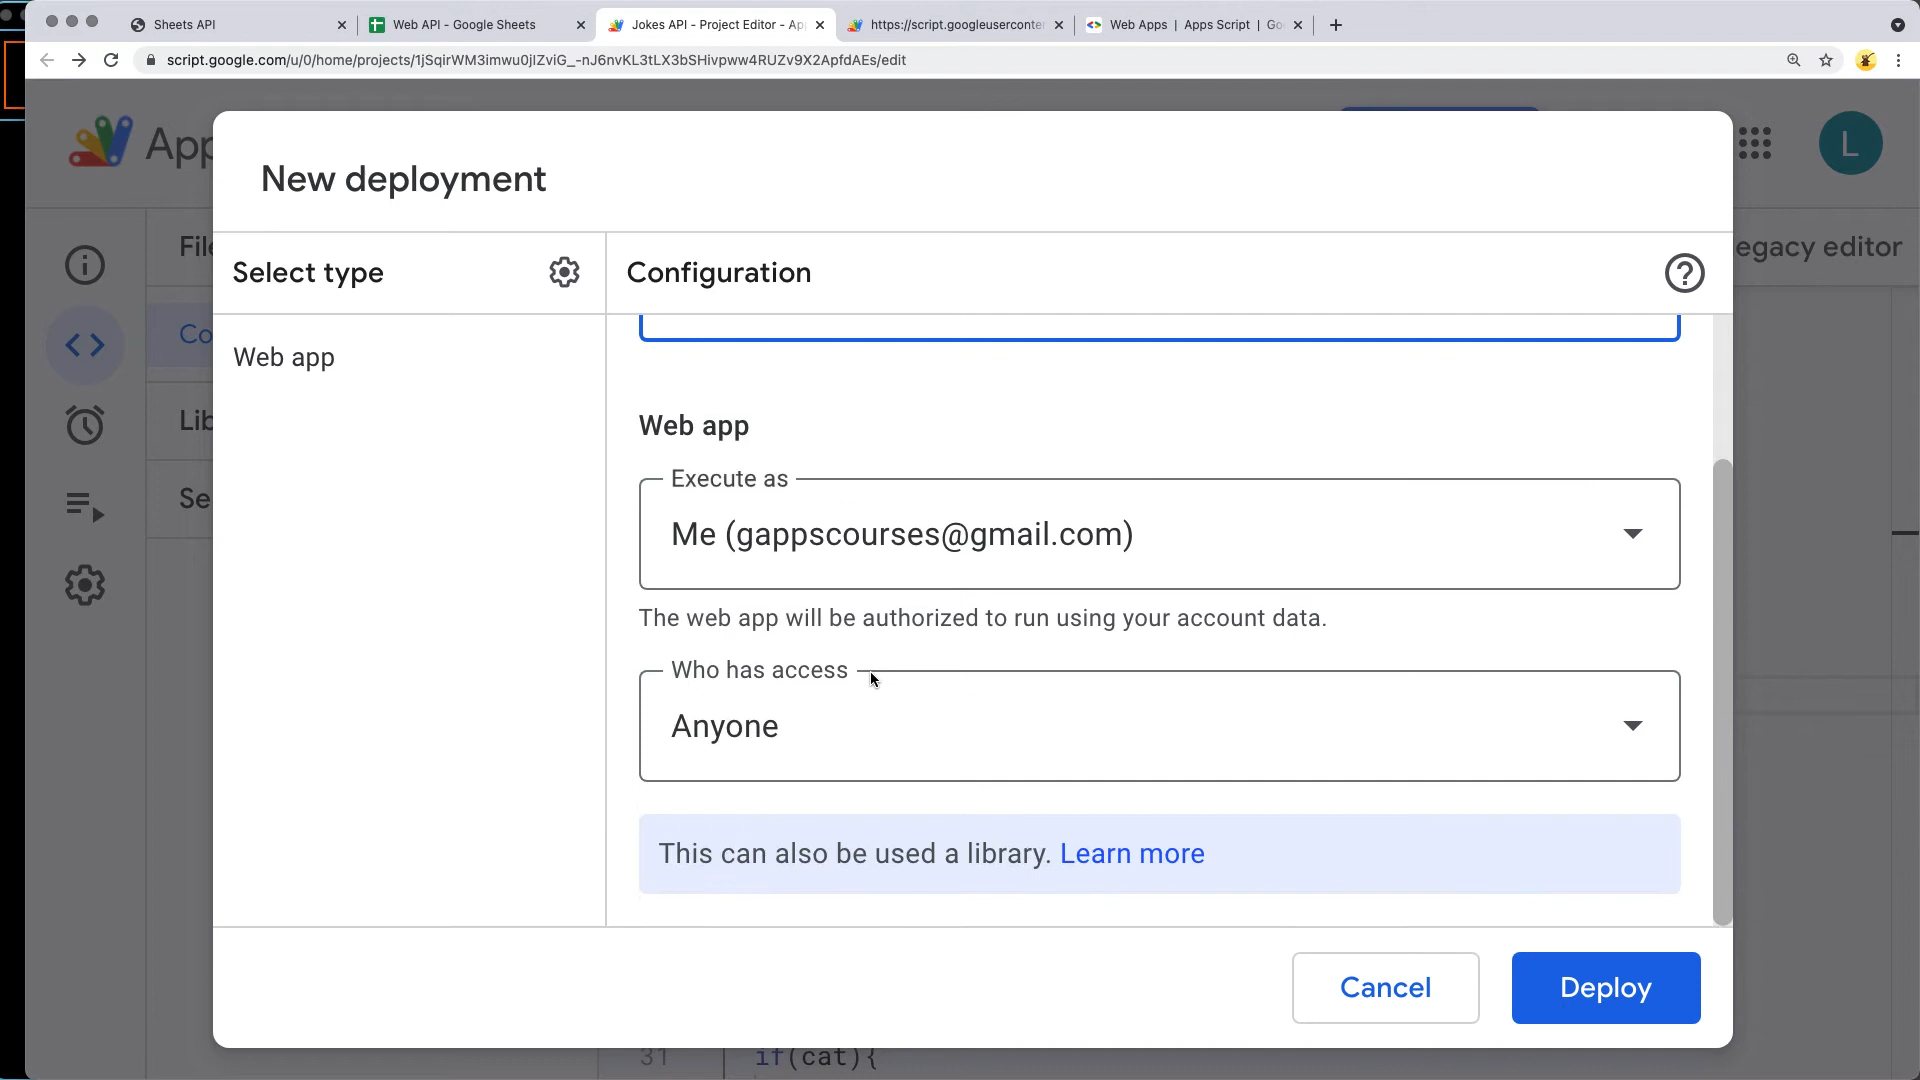 Sheets API
Web API - Google Sheets
Jokes API - Project Editor - Ap
https://script.googleuserconten
Web Apps | Apps Script | Go
script.google.com/u/0/home/projects/1jSqirWM3imwu0jlZviG_-nJ6nvKL3tLX3bSHivpww4RUZv9X2ApfdAEs/edit
App
L
New deployment
File
egacy editor
Select type
Configuration
Co
Web app
Lib
Web app
Execute as
Se
Me (gappscourses@gmail.com)
The web app will be authorized to run using your account data.
Who has access
Anyone
This can also be used a library. Learn more
Cancel
Deploy
31 if(cat){